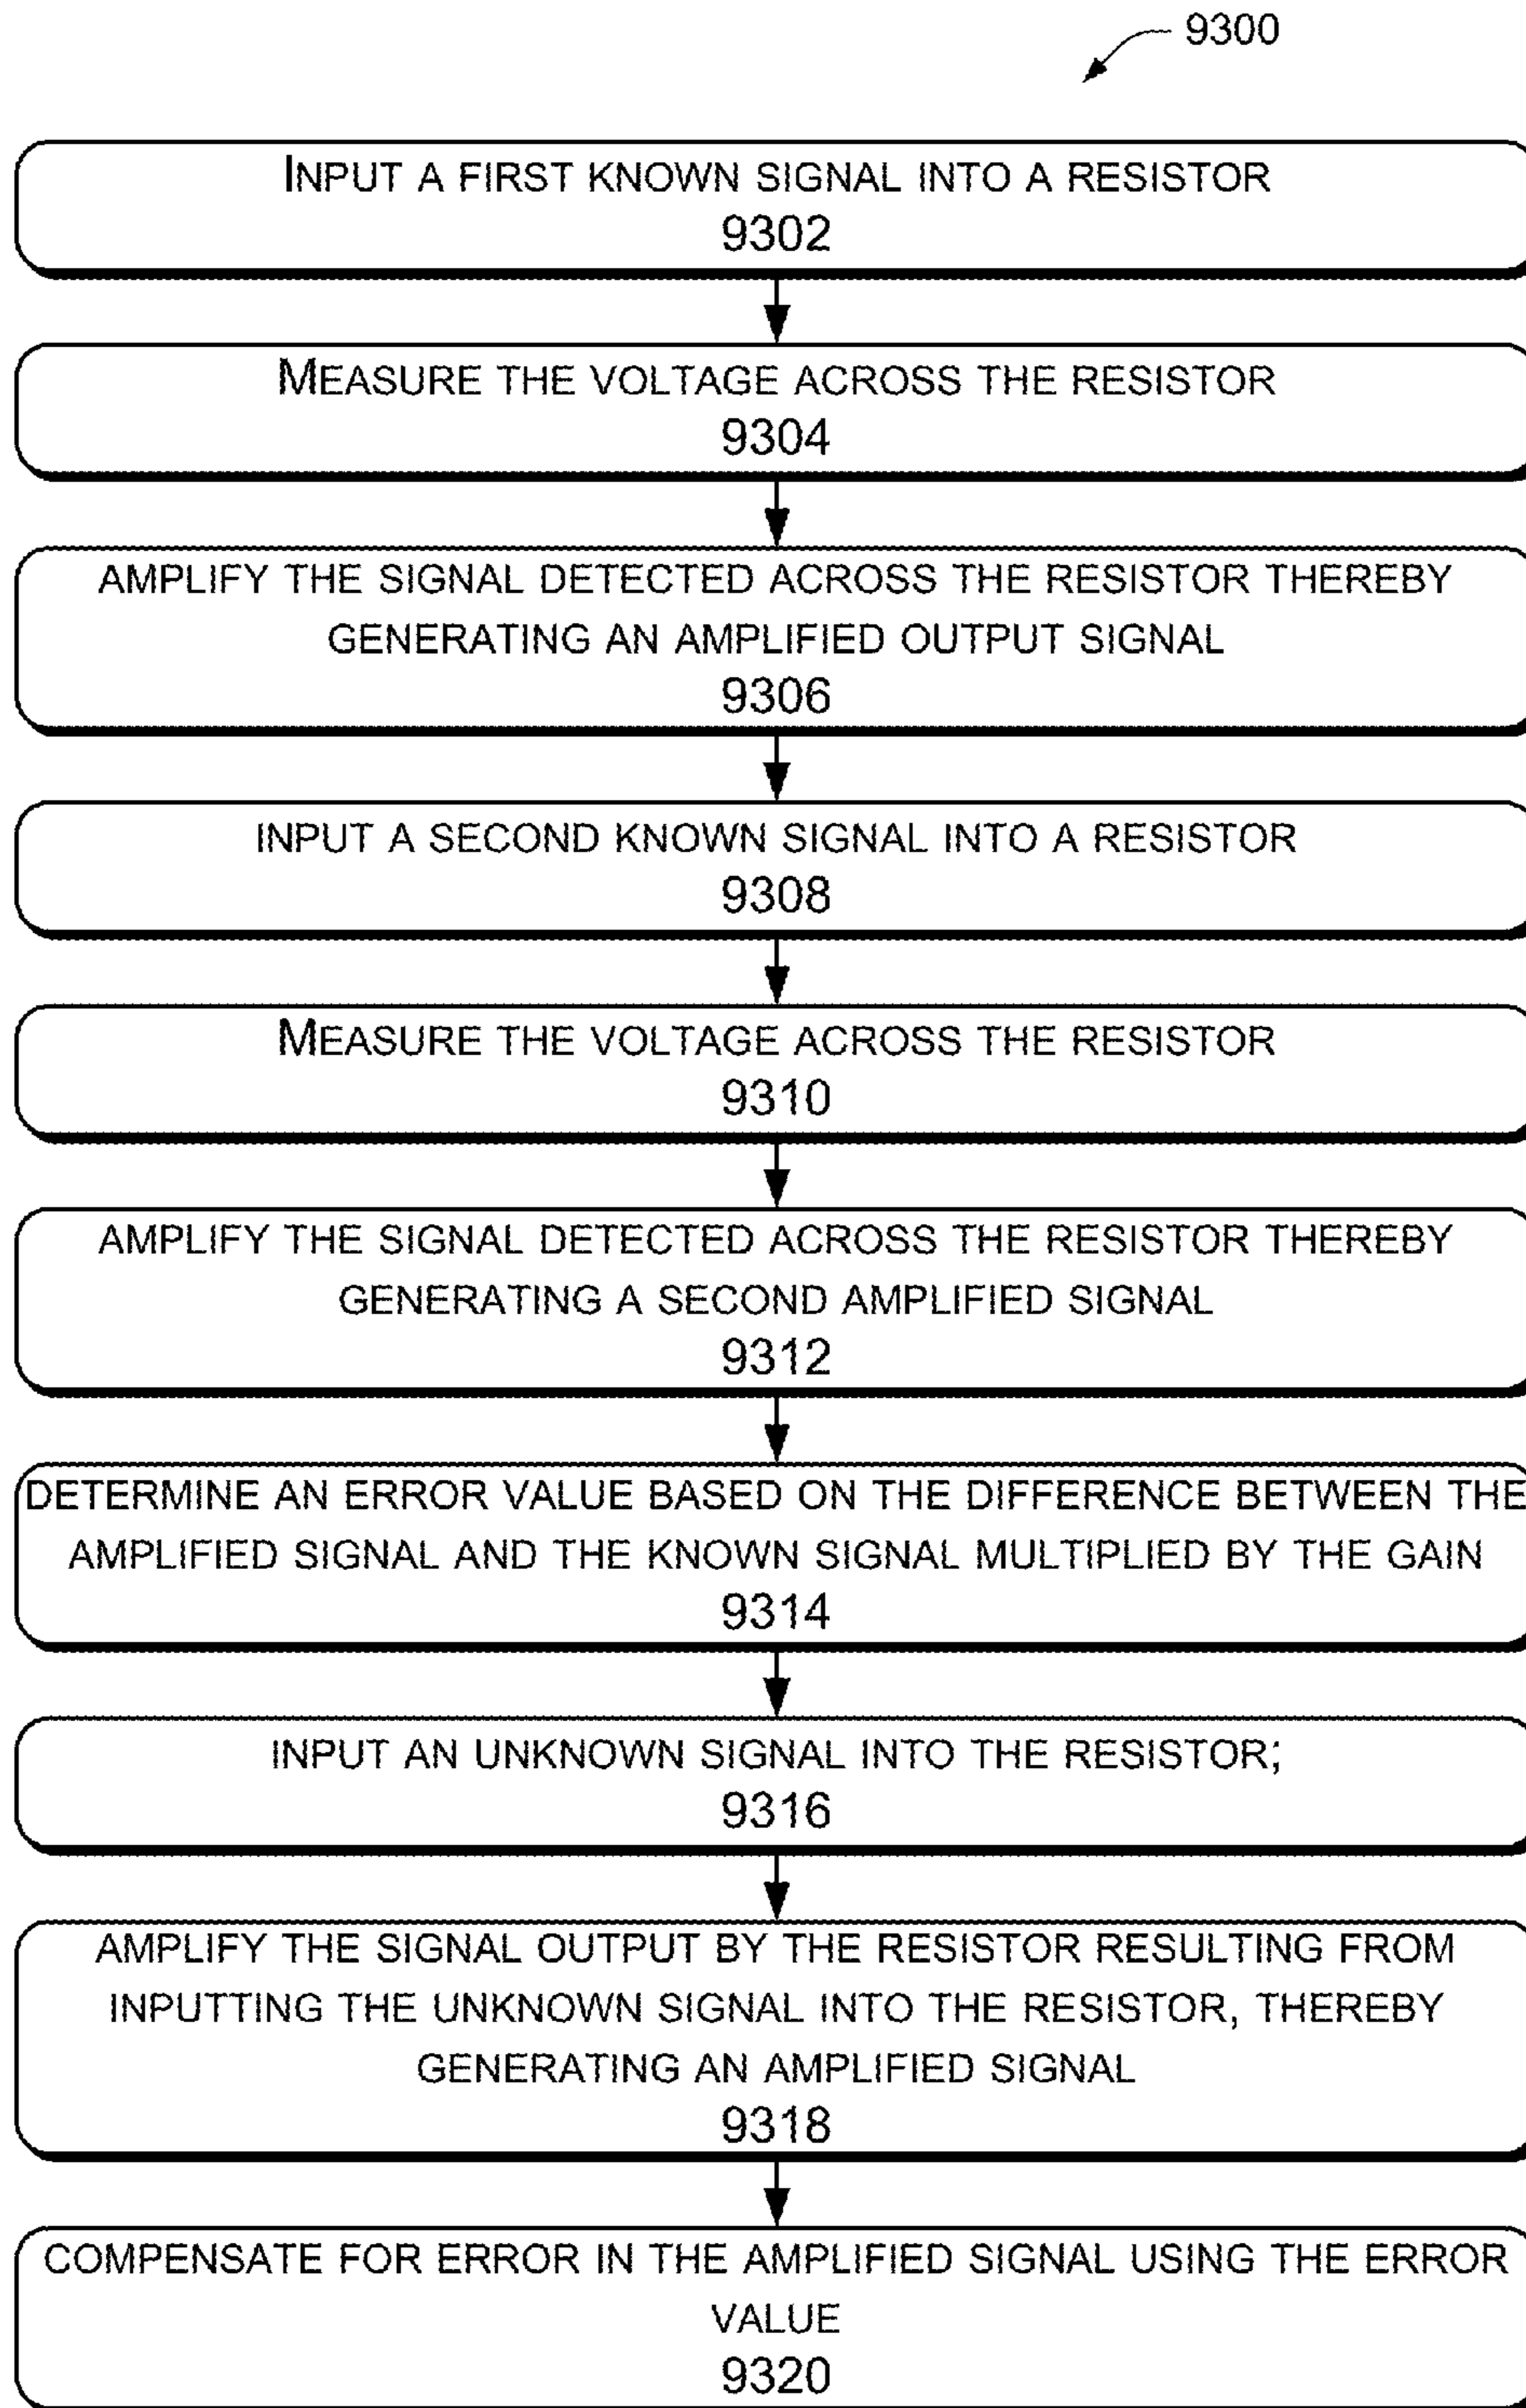 9300
INPUT A FIRST KNOWN SIGNAL INTO A RESISTOR
9302
MEASURE THE VOLTAGE ACROSS THE RESISTOR
9304
AMPLIFY THE SIGNAL DETECTED ACROSS THE RESISTOR THEREBY
GENERATING AN AMPLIFIED OUTPUT SIGNAL
9306
INPUT A SECOND KNOWN SIGNAL INTO A RESISTOR
9308
MEASURE THE VOLTAGE ACROSS THE RESISTOR
9310
AMPLIFY THE SIGNAL DETECTED ACROSS THE RESISTOR THEREBY
GENERATING A SECOND AMPLIFIED SIGNAL
9312
DETERMINE AN ERROR VALUE BASED ON THE DIFFERENCE BETWEEN THE
AMPLIFIED SIGNAL AND THE KNOWN SIGNAL MULTIPLIED BY THE GAIN
9314
INPUT AN UNKNOWN SIGNAL INTO THE RESISTOR;
9316
AMPLIFY THE SIGNAL OUTPUT BY THE RESISTOR RESULTING FROM
INPUTTING THE UNKNOWN SIGNAL INTO THE RESISTOR, THEREBY
GENERATING AN AMPLIFIED SIGNAL
9318
COMPENSATE FOR ERROR IN THE AMPLIFIED SIGNAL USING THE ERROR
VALUE
9320